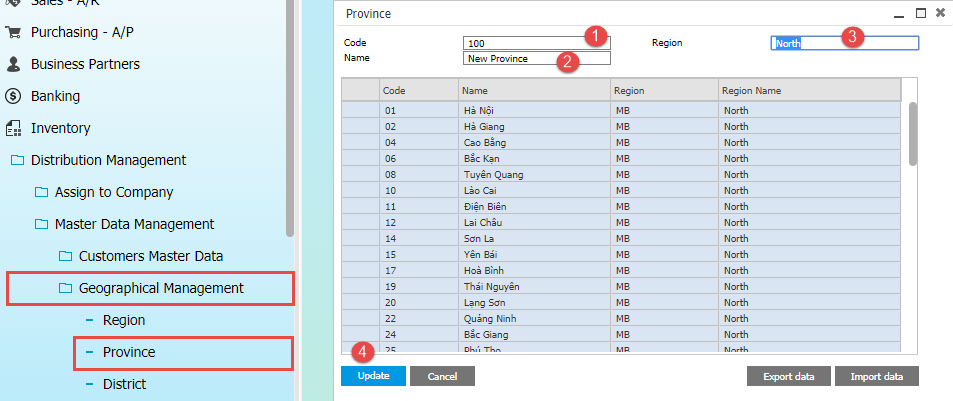 Sales - A/R
Purchasing - A/P
Business Partners
Banking
Inventory
Distribution Management
Assign to Company
Master Data Management
Customers Master Data
Geographical Management
Region
Province
District
Province
Code 100 1 Region North 3
Name New Province 2
Code Name Region Region Name
01 Hà Nội MB North
02 Hà Giang MB North
04 Cao Bằng MB North
06 Bắc Kạn MB North
08 Tuyên Quang MB North
10 Lào Cai MB North
11 Điện Biên MB North
12 Lai Châu MB North
14 Sơn La MB North
15 Yên Bái MB North
17 Hoà Bình MB North
19 Thái Nguyên MB North
20 Lạng Sơn MB North
22 Quảng Ninh MB North
24 Bắc Giang MB North
25 Phú Thọ MB North
4
Update Cancel Export data Import data